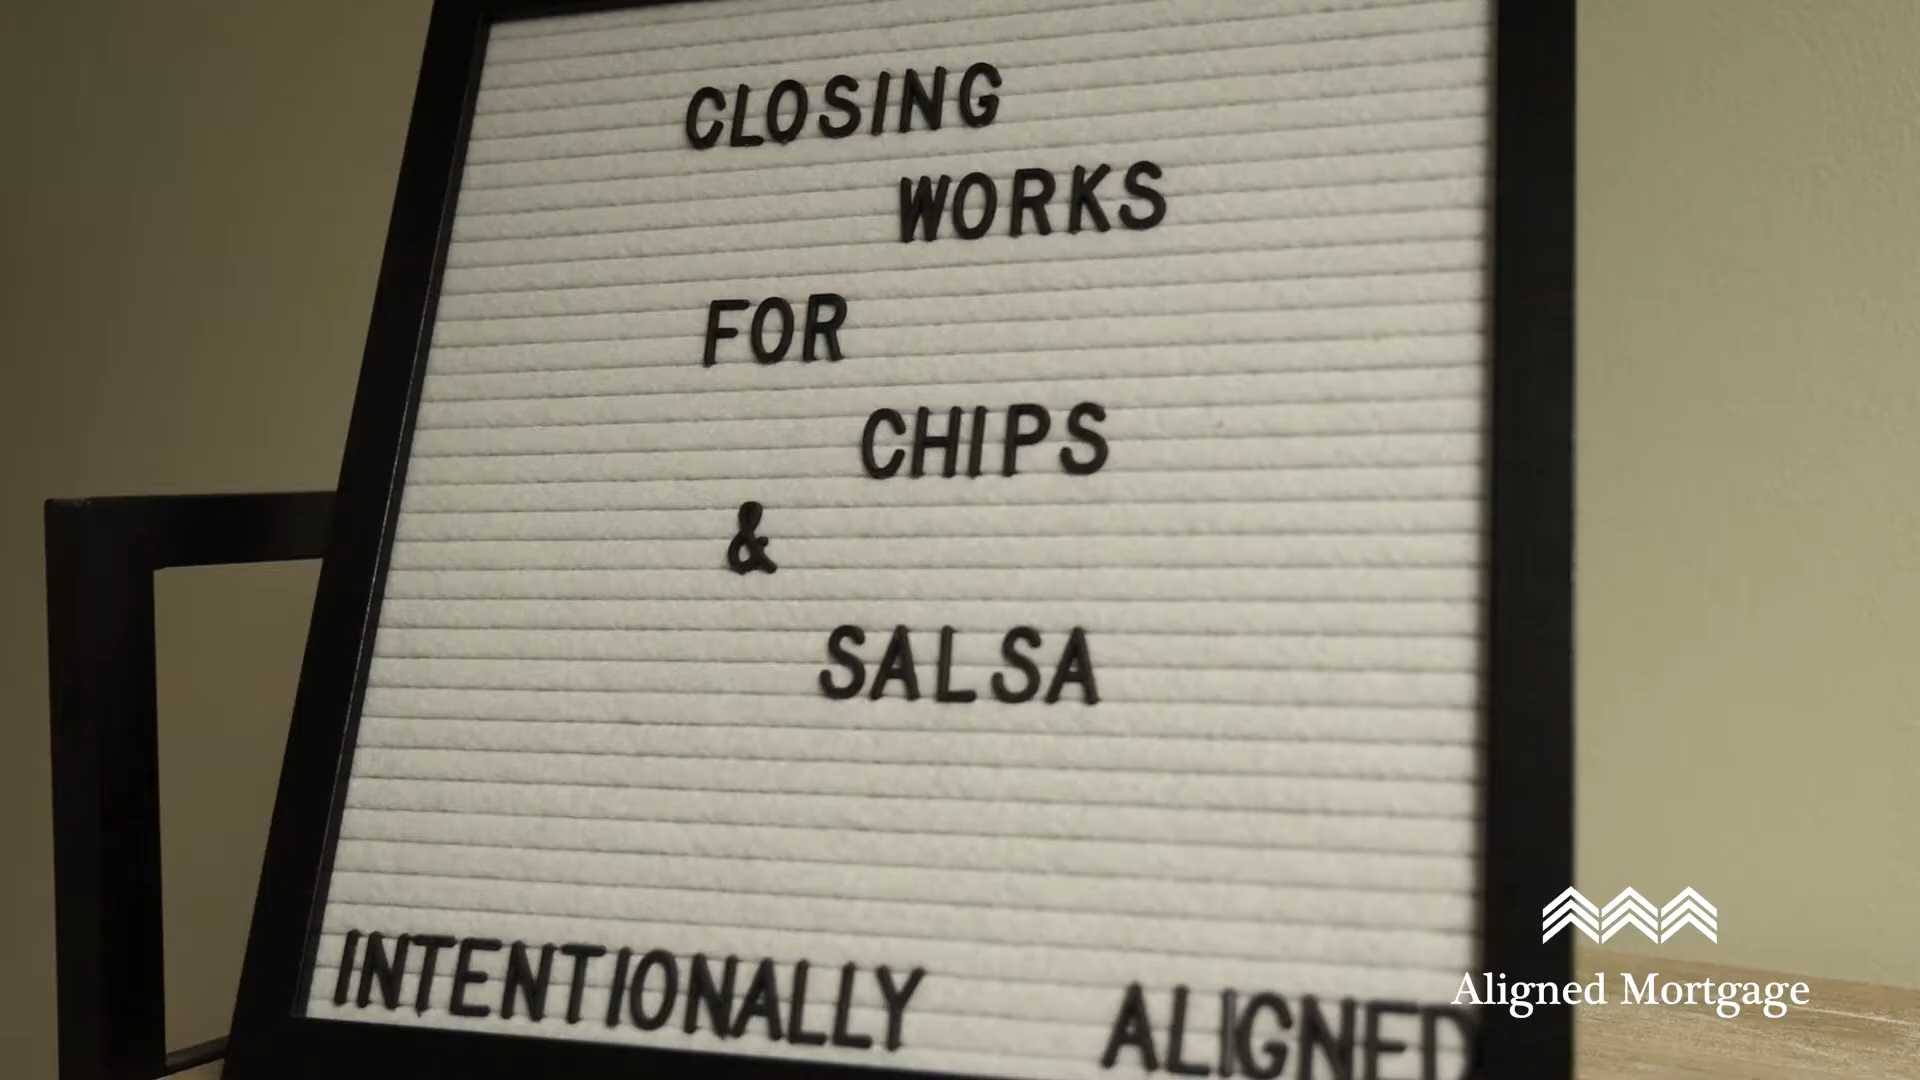 CLOSING
WORKS
FOR
CHIPS
&
SALSA
INTENTIONALLY ALIGNED
Aligned Mortgage